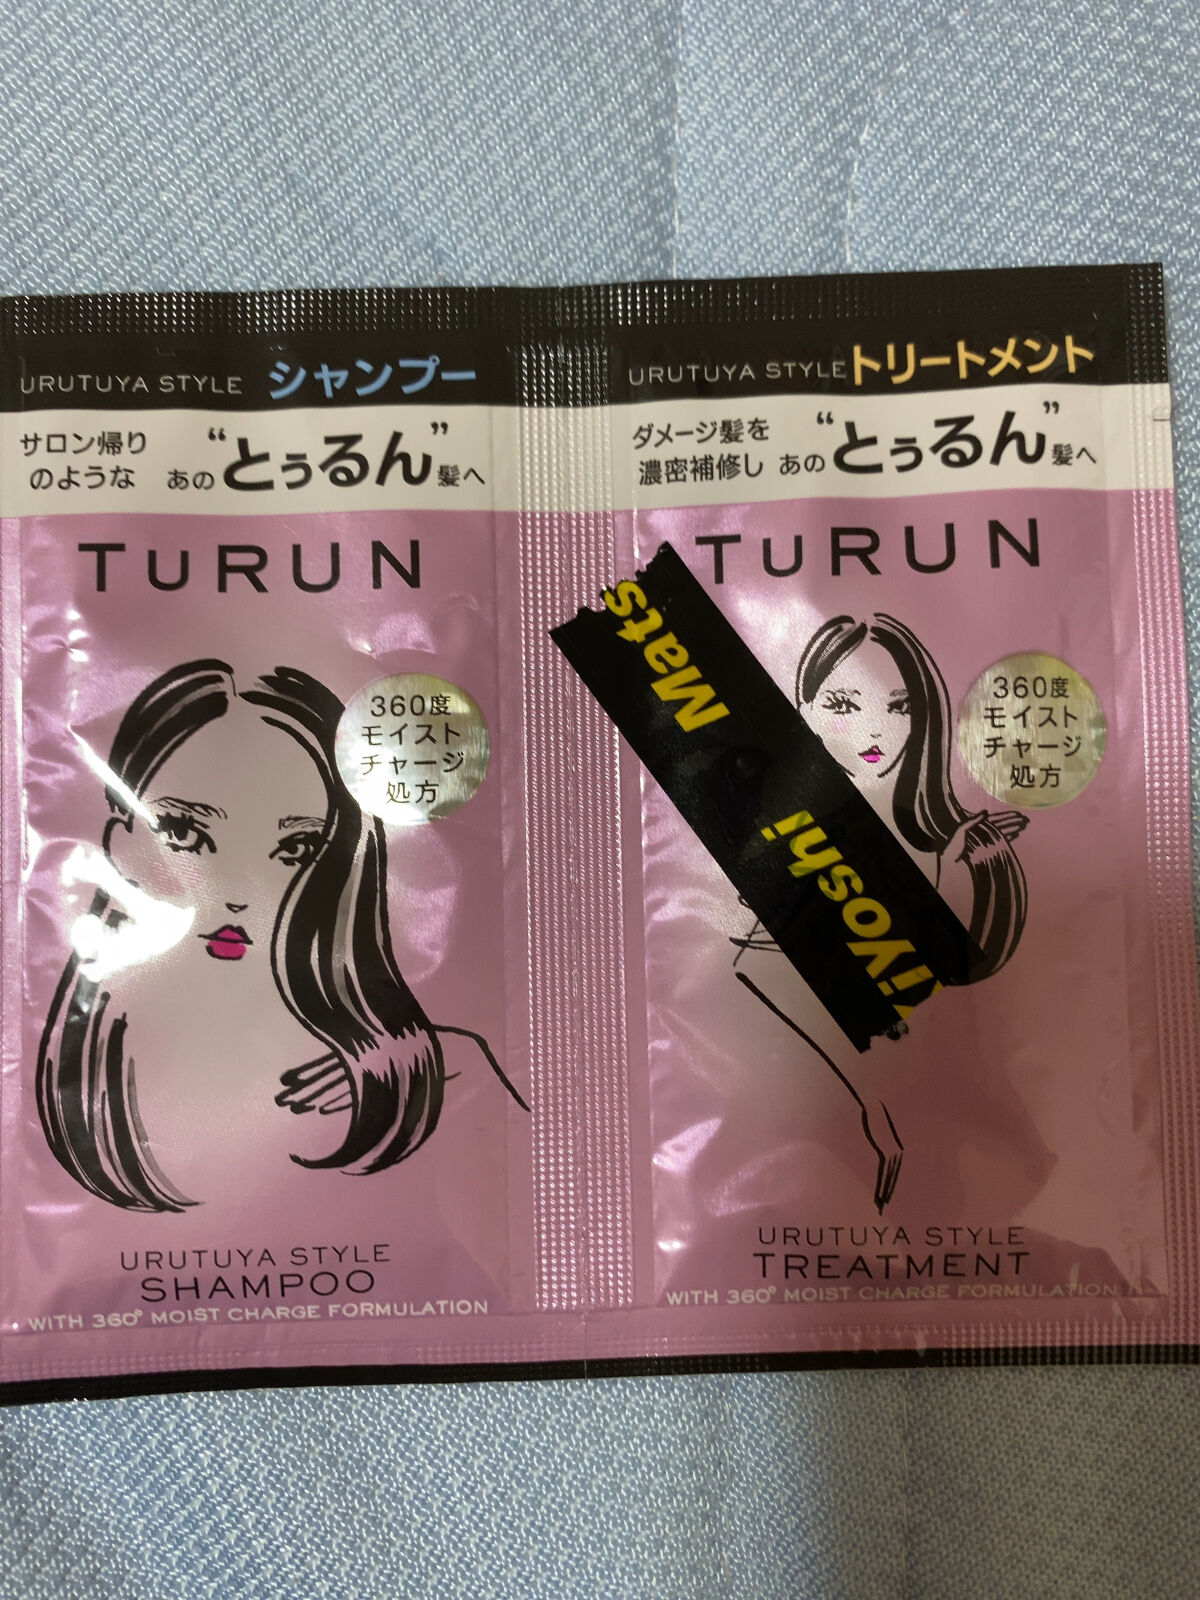 URUTUYA STYLE シャンプー
サロン帰り
のような
あの“とぅるん”髪へ
TURUN
360度
モイスト
チャージ
処方
URUTUYA STYLE
SHAMPOO
WITH 360° MOIST CHARGE FORMULATION
URUTUYA STYLE トリートメント
ダメージ髪を
濃密補修し
あの“とぅるん”髪へ
TURUN
Mats
Kiyoshi
360度
モイスト
チャージ
処方
URUTUYA STYLE
TREATMENT
WITH 360° MOIST CHARGE FORMULATION